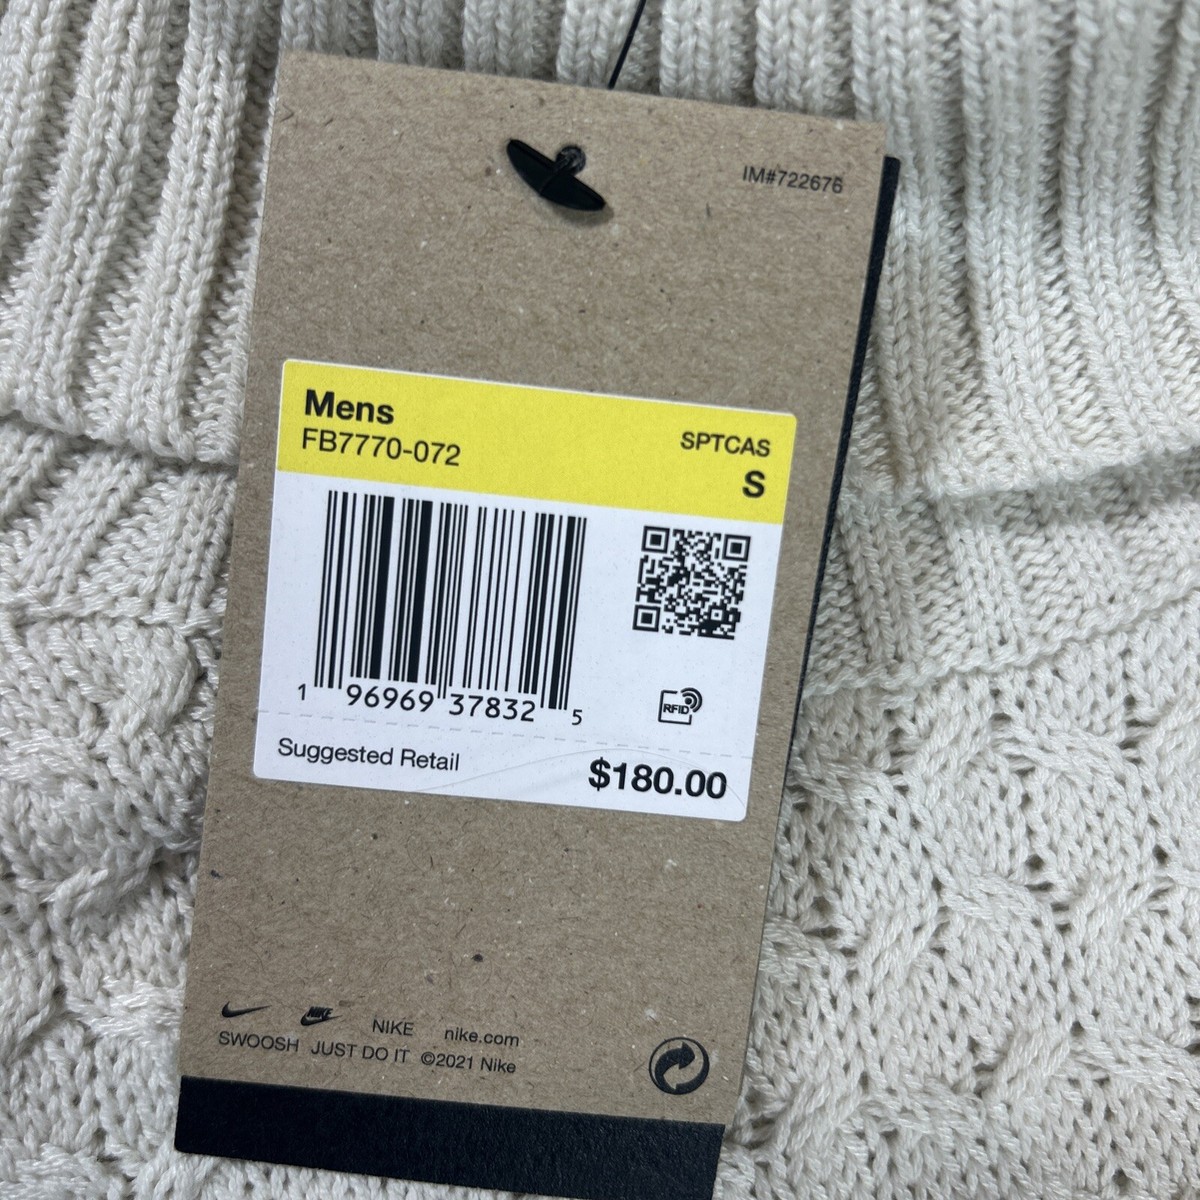 IM#722676
Mens
FB7770-072
SPTCAS
S
1 96969 37832 5
RFID
Suggested Retail
$180.00
NIKE
NIKE nike.com
SWOOSH JUST DO IT ©2021 Nike